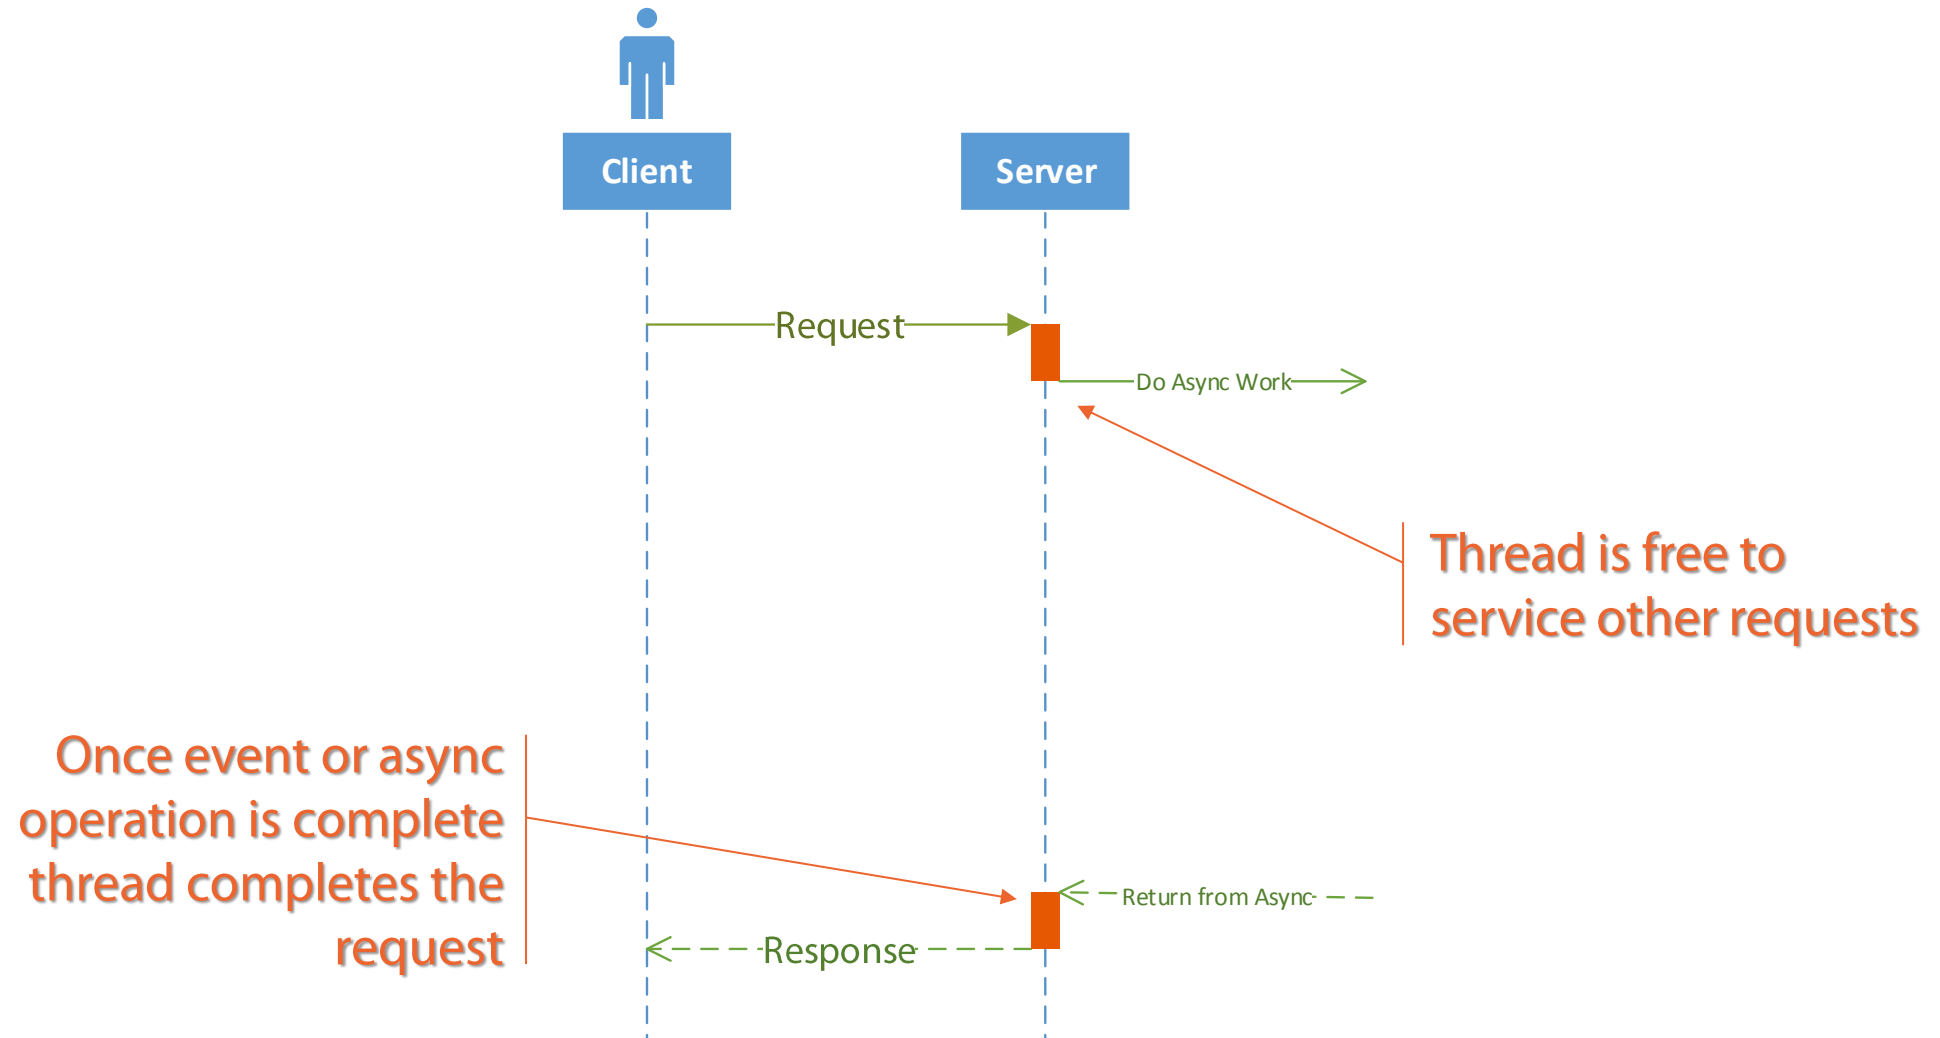 Client
Server
Request
Do Async Work
Thread is free to
service other requests
Once event or async
operation is complete
thread completes the
request
Return from Async
Response